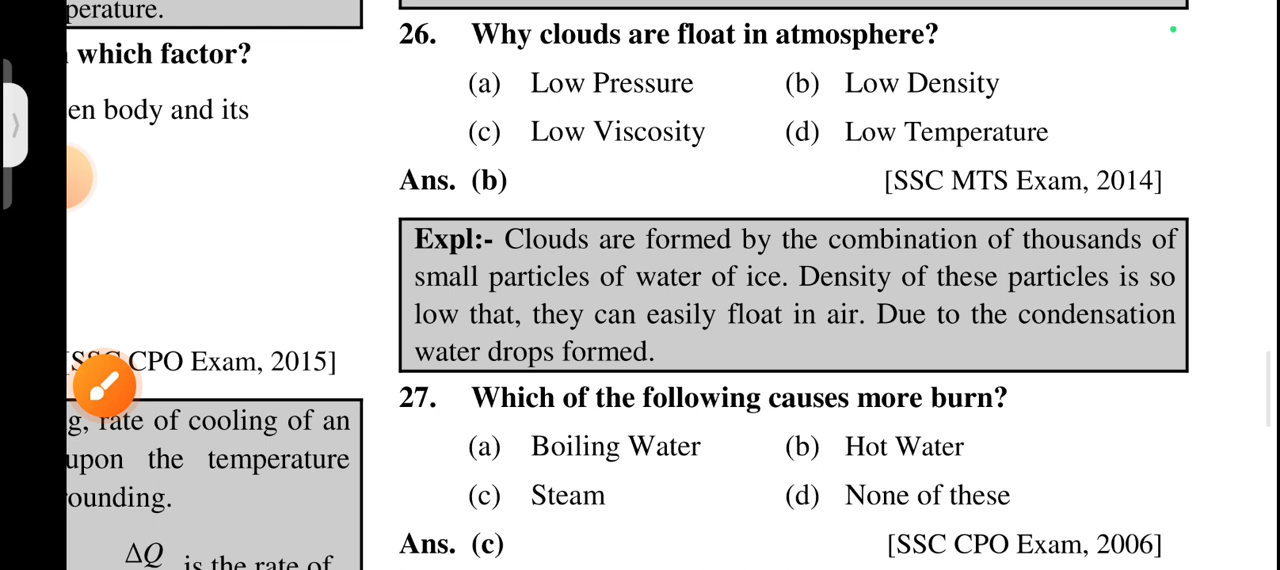 perature.
which factor?
en body and its
CPO Exam, 2015]
g, rate of cooling of an
upon the temperature
rounding.
ΔQ is the rate of
26. Why clouds are float in atmosphere?
(a) Low Pressure (b) Low Density
(c) Low Viscosity (d) Low Temperature
Ans. (b) [SSC MTS Exam, 2014]
Expl:- Clouds are formed by the combination of thousands of
small particles of water of ice. Density of these particles is so
low that, they can easily float in air. Due to the condensation
water drops formed.
27. Which of the following causes more burn?
(a) Boiling Water (b) Hot Water
(c) Steam (d) None of these
Ans. (c) [SSC CPO Exam, 2006]